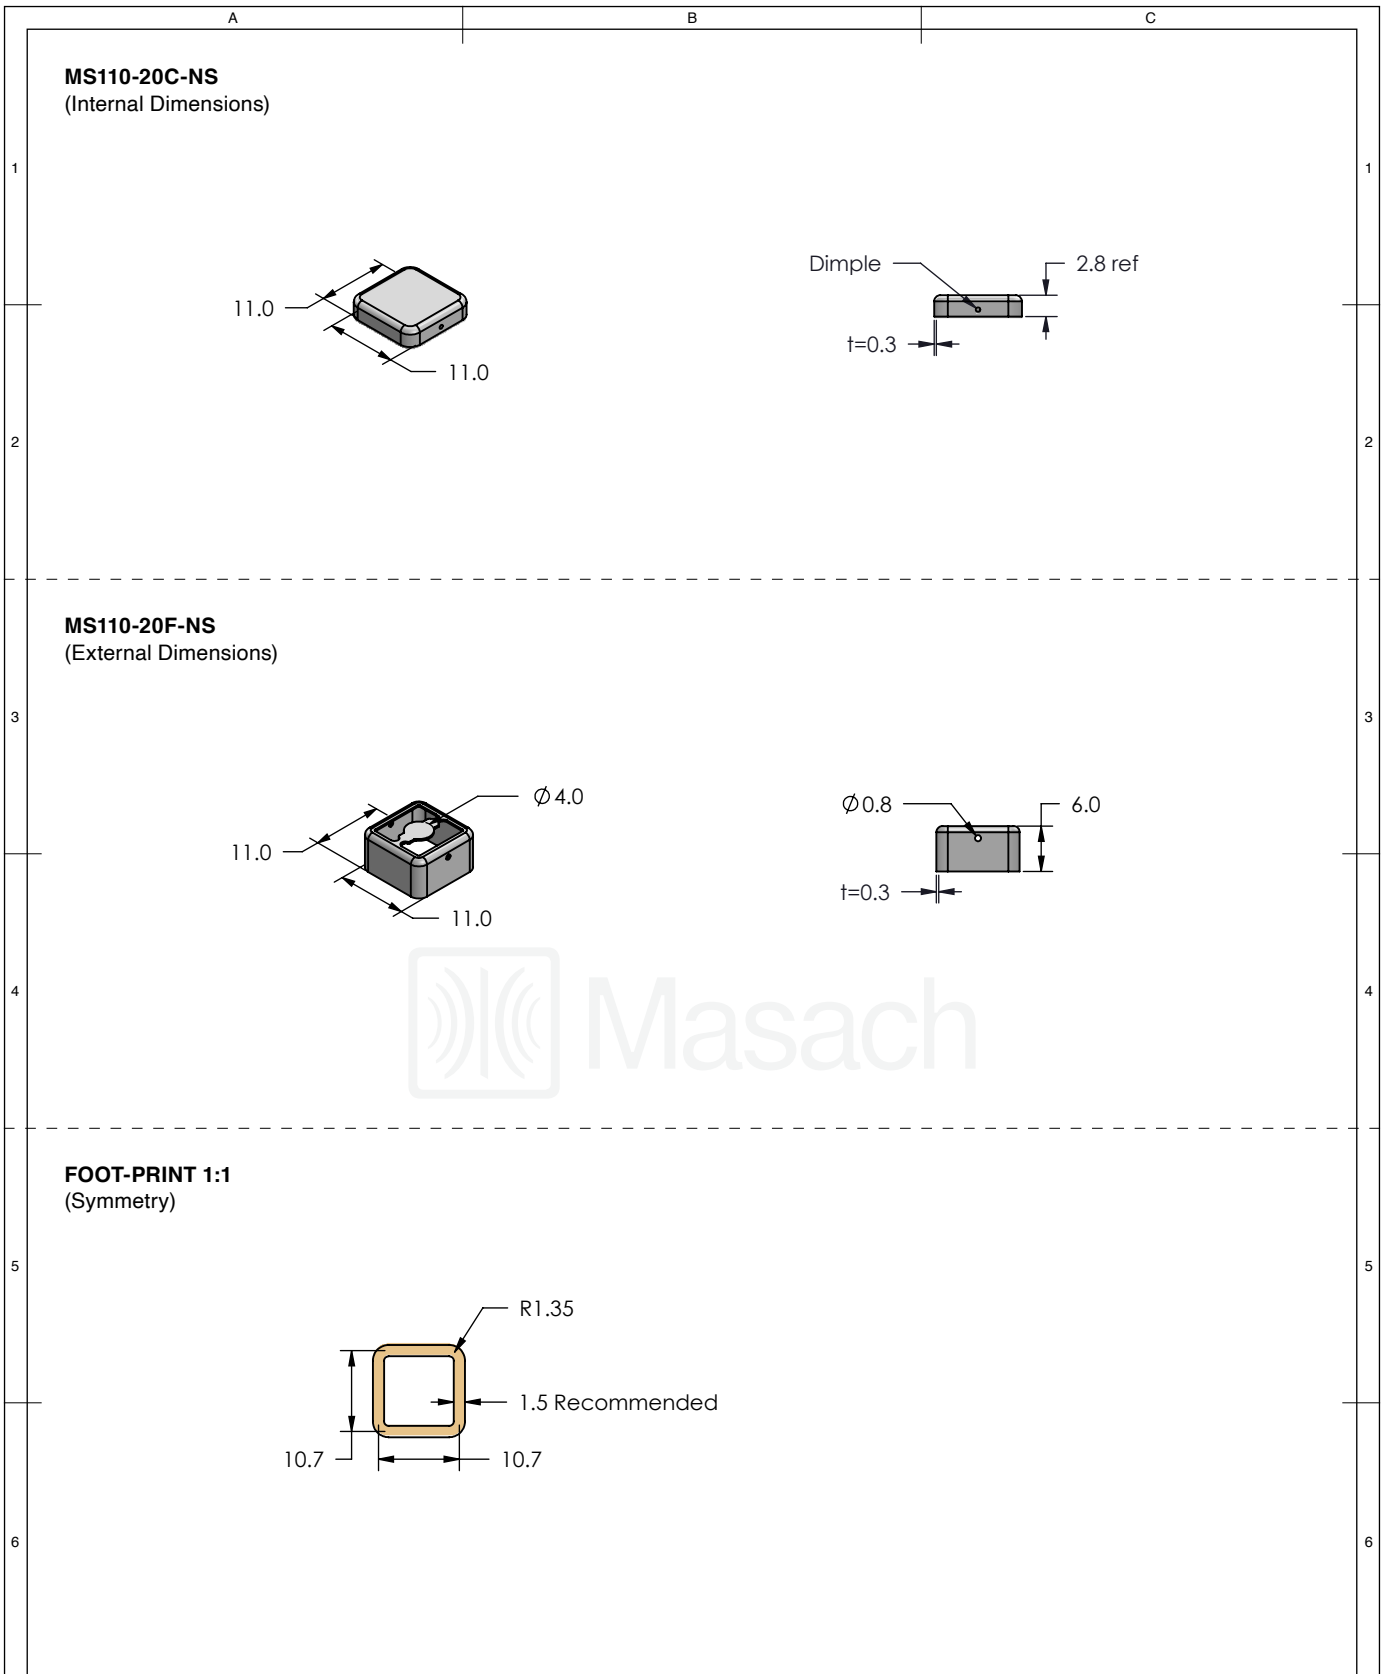 A B C
MS110-20C-NS
(Internal Dimensions)
1 1
Dimple
2.8 ref
11.0
t=0.3
11.0
2 2
MS110-20F-NS
(External Dimensions)
3 3
Ø4.0
Ø0.8
6.0
11.0
t=0.3
11.0
Masach
4 4
FOOT-PRINT 1:1
(Symmetry)
5 5
R1.35
1.5 Recommended
10.7
10.7
6 6